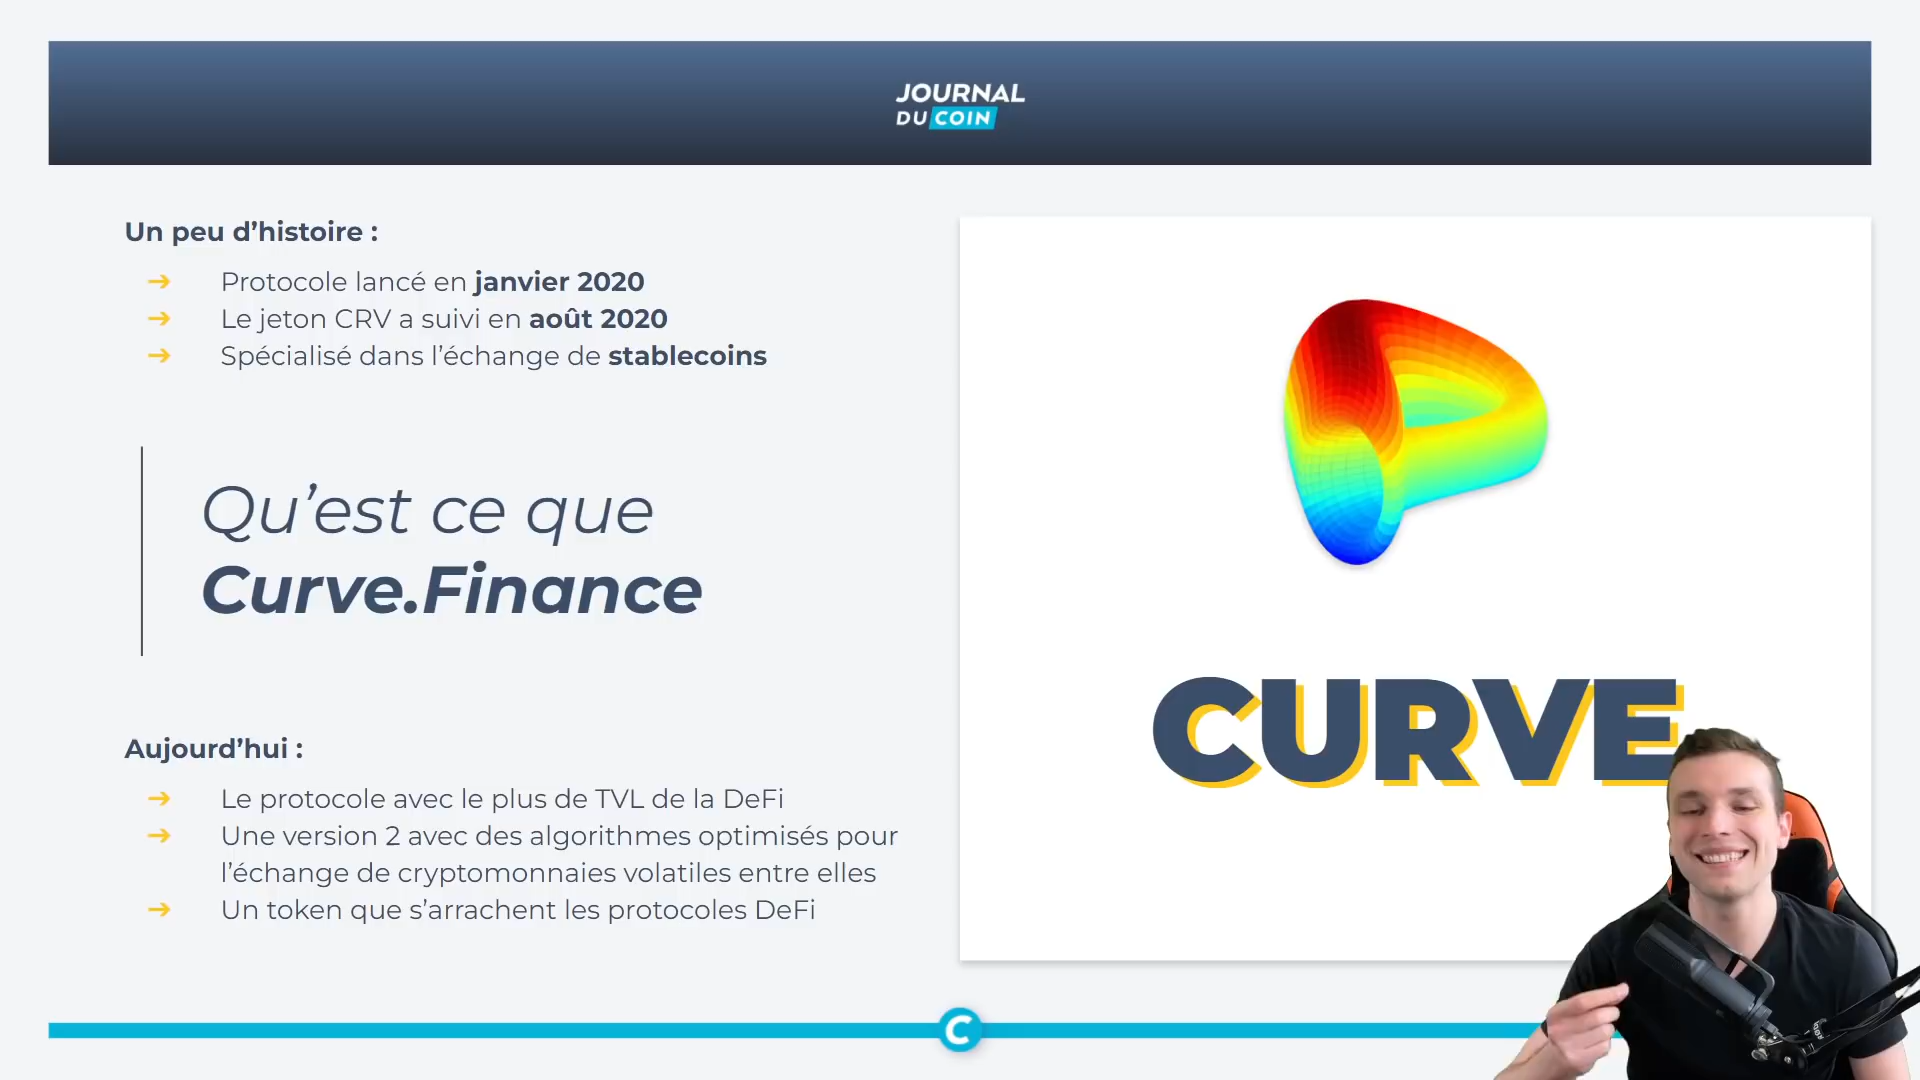 JOURNAL
DU COIN
Un peu d’histoire :
➔ Protocole lancé en janvier 2020
➔ Le jeton CRV a suivi en août 2020
➔ Spécialisé dans l’échange de stablecoins
Qu’est ce que
Curve.Finance
Aujourd’hui :
➔ Le protocole avec le plus de TVL de la DeFi
➔ Une version 2 avec des algorithmes optimisés pour
l’échange de cryptomonnaies volatiles entre elles
➔ Un token que s’arrachent les protocoles DeFi
CURVE
C